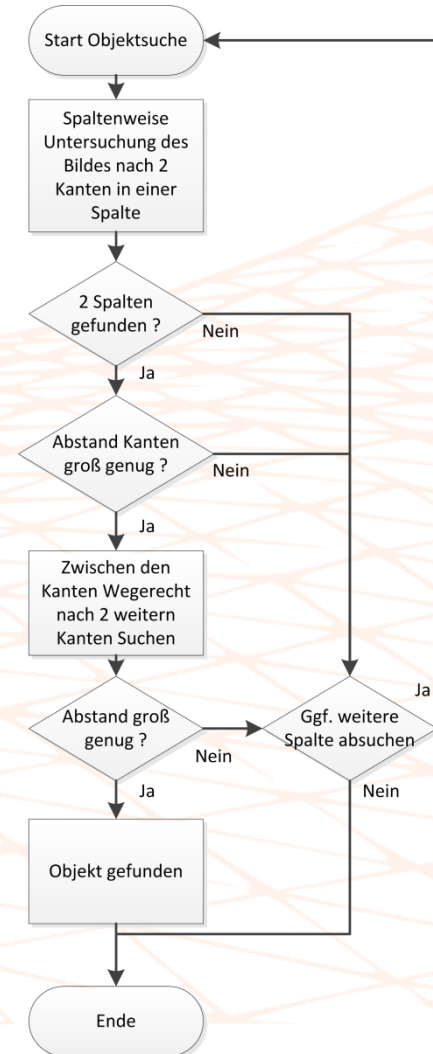 Start Objektsuche
Spaltenweise
Untersuchung des
Bildes nach 2
Kanten in einer
Spalte
2 Spalten
gefunden ?
Nein
Ja
Abstand Kanten
groß genug ?
Nein
Ja
Zwischen den
Kanten Wegerecht
nach 2 weitern
Kanten Suchen
Abstand groß
genug ?
Nein
Ja
Ggf. weitere
Spalte absuchen
Ja
Nein
Objekt gefunden
Ende